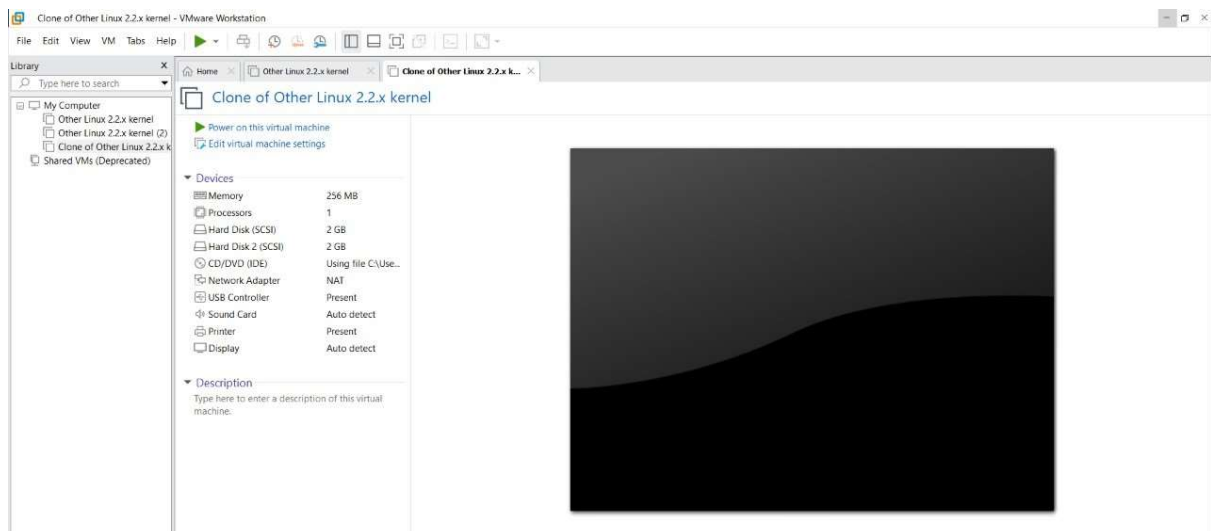 Clone of Other Linux 2.2.x kernel - VMware Workstation
File Edit View VM Tabs Help
Library X
Type here to search
My Computer
Other Linux 2.2.x kernel
Other Linux 2.2.x kernel (2)
Clone of Other Linux 2.2.x k
Shared VMs (Deprecated)
Home
Other Linux 2.2.x kernel
Clone of Other Linux 2.2.x k...
Clone of Other Linux 2.2.x kernel
Power on this virtual machine
Edit virtual machine settings
Devices
Memory 256 MB
Processors 1
Hard Disk (SCSI) 2 GB
Hard Disk 2 (SCSI) 2 GB
CD/DVD (IDE) Using file C:\Use...
Network Adapter NAT
USB Controller Present
Sound Card Auto detect
Printer Present
Display Auto detect
Description
Type here to enter a description of this virtual
machine.